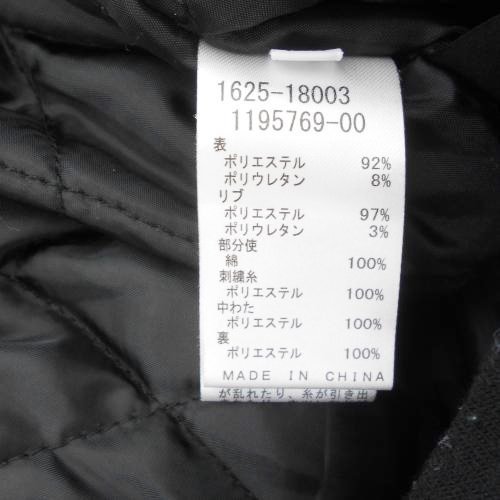 1625-18003
1195769-00
表
ポリエステル 92%
ポリウレタン 8%
リブ
ポリエステル 97%
ポリウレタン 3%
部分使
綿 100%
刺繍糸
ポリエステル 100%
中わた
ポリエステル 100%
裏
ポリエステル 100%
MADE IN CHINA
が乱れたり、糸が引き出